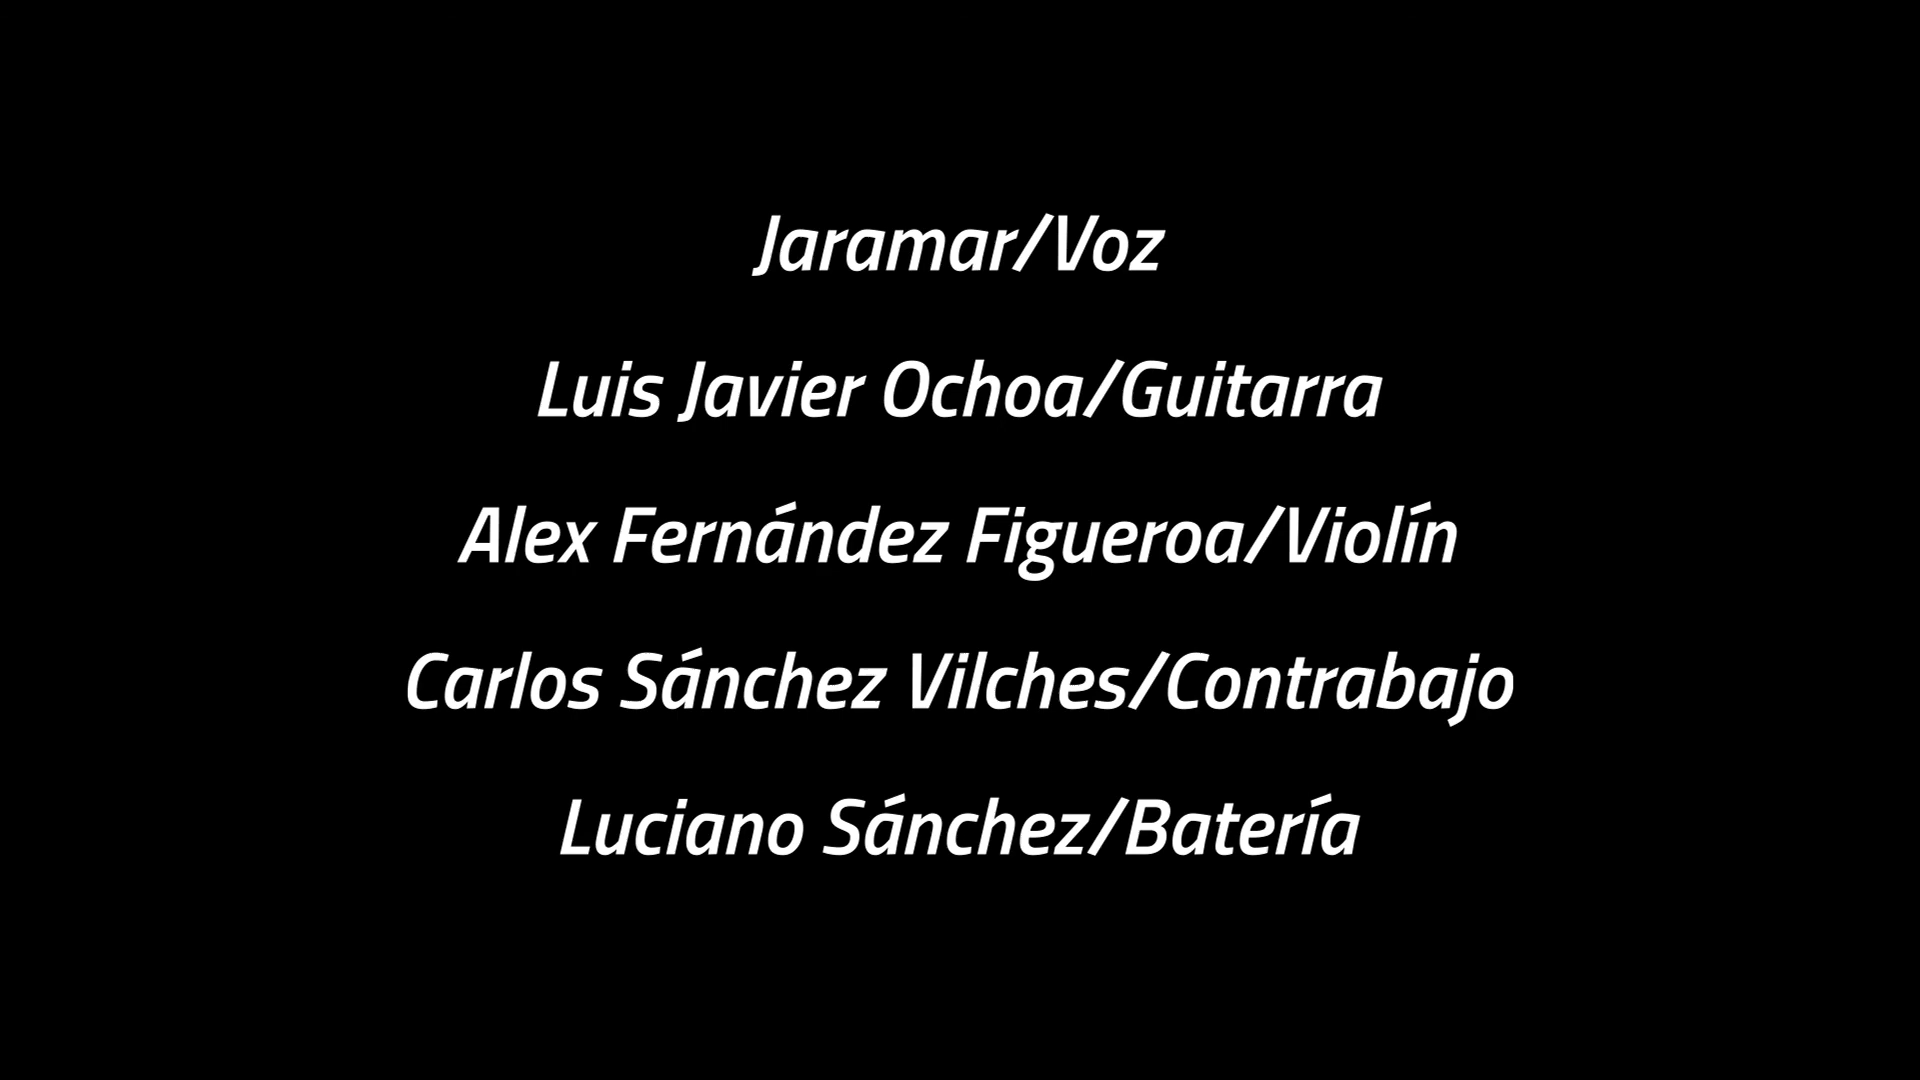 Jaramar/Voz
Luis Javier Ochoa/Guitarra
Alex Fernández Figueroa/Violín
Carlos Sánchez Vilches/Contrabajo
Luciano Sánchez/Batería